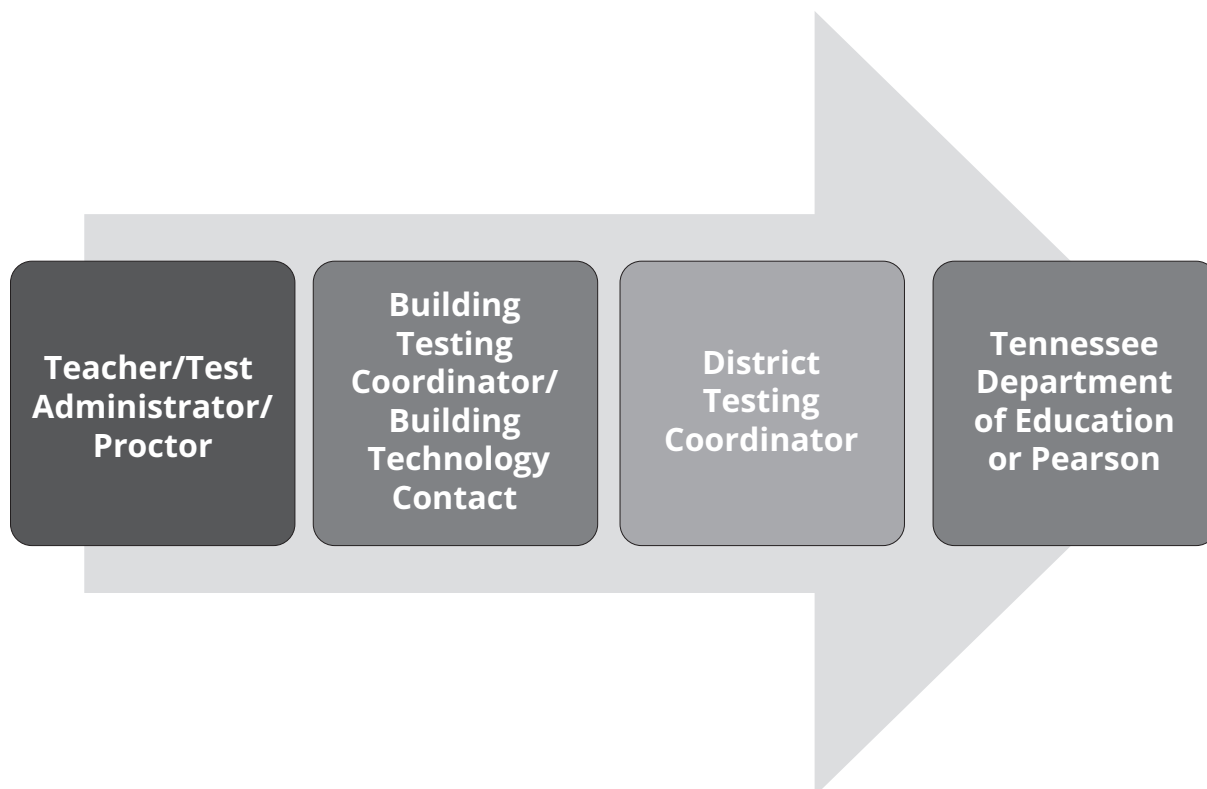 Teacher/Test
Administrator/
Proctor
Building
Testing
Coordinator/
Building
Technology
Contact
District
Testing
Coordinator
Tennessee
Department
of Education
or Pearson